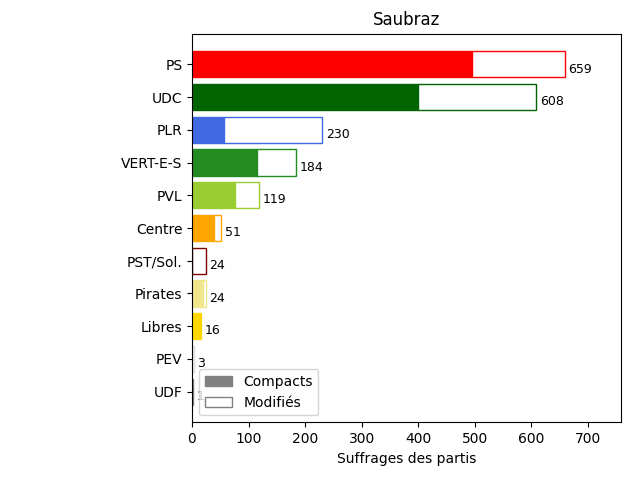 Saubraz
PS 659
UDC 608
PLR 230
VERT-E-S 184
PVL 119
Centre 51
PST/Sol. 24
Pirates 24
Libres 16
PEV 3
UDF
Compacts
Modifiés
0 100 200 300 400 500 600 700
Suffrages des partis